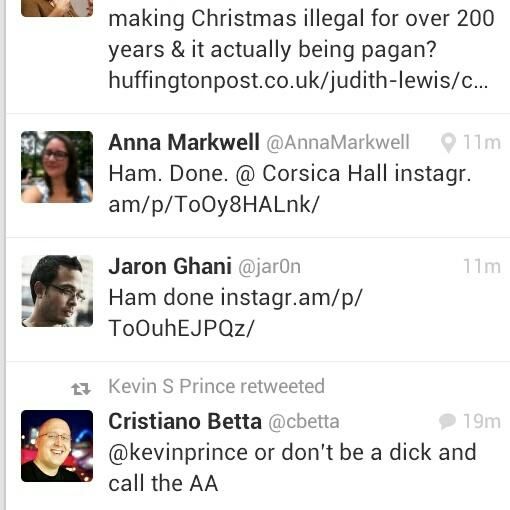 making Christmas illegal for over 200
years & it actually being pagan?
huffingtonpost.co.uk/judith-lewis/c...
Anna Markwell @AnnaMarkwell 11m
Ham. Done. @ Corsica Hall instagr.
am/p/ToOy8HALnk/
Jaron Ghani @jar0n 11m
Ham done instagr.am/p/
ToOuhEJPQz/
Kevin S Prince retweeted
Cristiano Betta @cbetta 19m
@kevinprince or don't be a dick and
call the AA